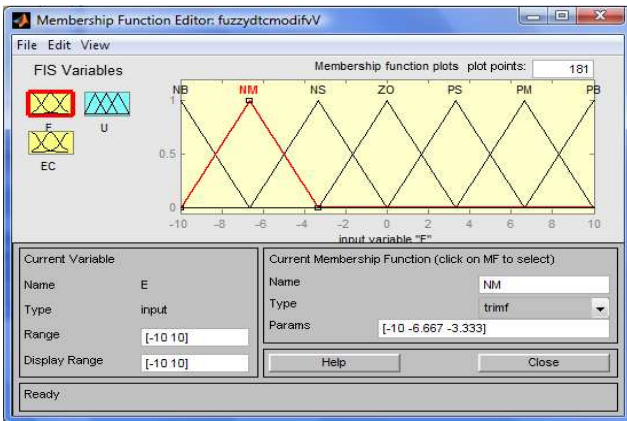 Membership Function Editor: fuzzydtcmodifvV
File Edit View
FIS Variables
Membership function plots plot points: 181
E
U
EC
NB NM NS ZO PS PM PB
1
0.5
0
-10 -8 -6 -4 -2 0 2 4 6 8 10
input variable "E"
Current Variable
Name E
Type input
Range [-10 10]
Display Range [-10 10]
Current Membership Function (click on MF to select)
Name NM
Type trimf
Params [-10 -6.667 -3.333]
Help Close
Ready